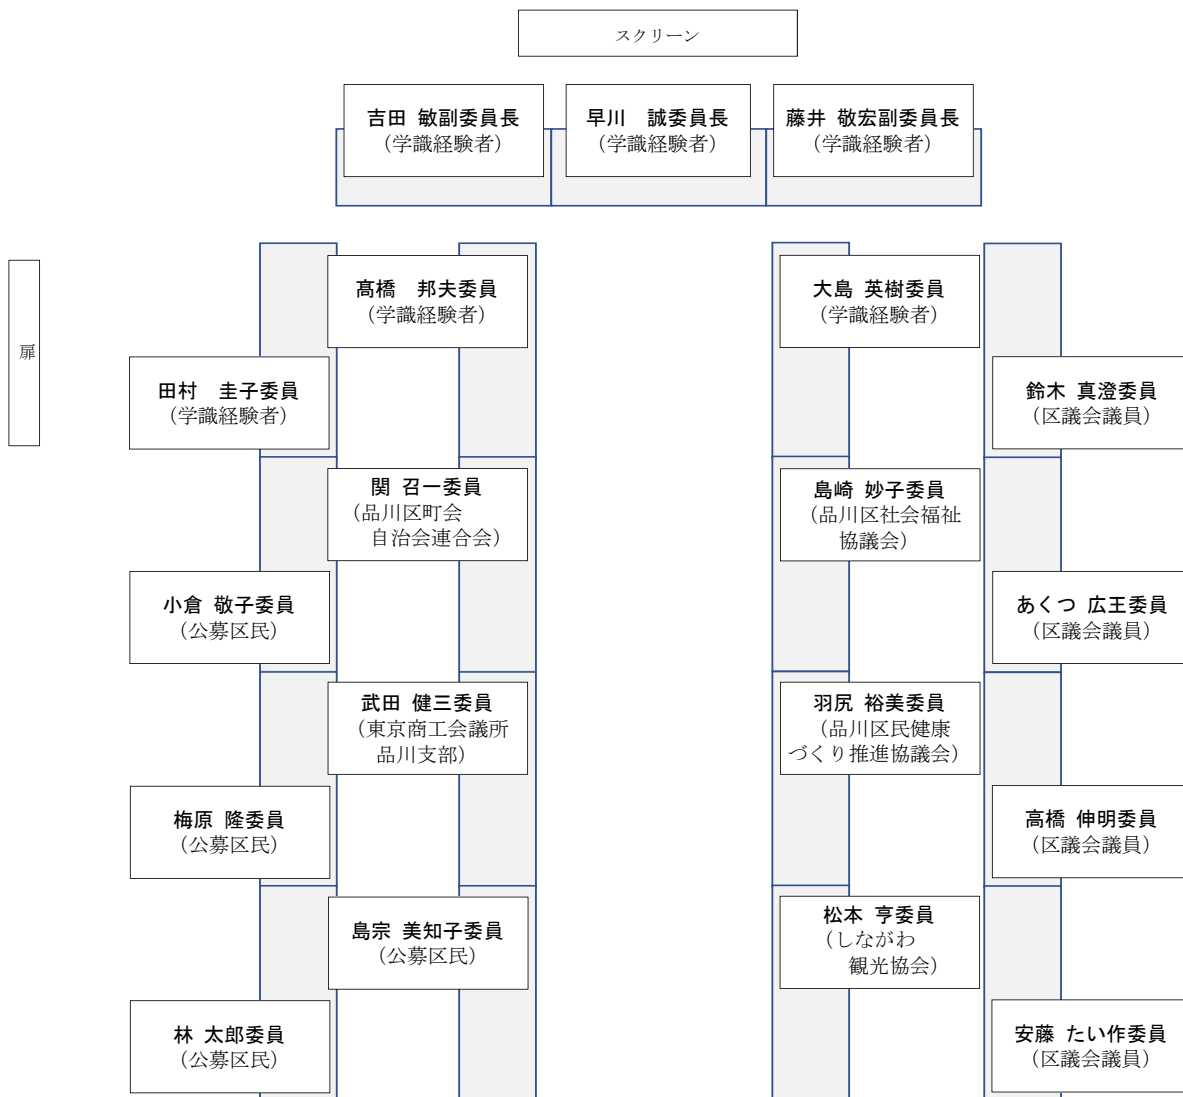 スクリーン
吉田 敏副委員長
（学識経験者）
早川　誠委員長
（学識経験者）
藤井 敬宏副委員長
（学識経験者）
扉
髙橋　邦夫委員
（学識経験者）
大島 英樹委員
（学識経験者）
田村　圭子委員
（学識経験者）
鈴木 真澄委員
（区議会議員）
関 召一委員
（品川区町会
自治会連合会）
島崎 妙子委員
（品川区社会福祉
協議会）
小倉 敬子委員
（公募区民）
あくつ 広王委員
（区議会議員）
武田 健三委員
（東京商工会議所
品川支部）
羽尻 裕美委員
（品川区民健康
づくり推進協議会）
梅原 隆委員
（公募区民）
高橋 伸明委員
（区議会議員）
島宗 美知子委員
（公募区民）
松本 亨委員
（しながわ
観光協会）
林 太郎委員
（公募区民）
安藤 たい作委員
（区議会議員）